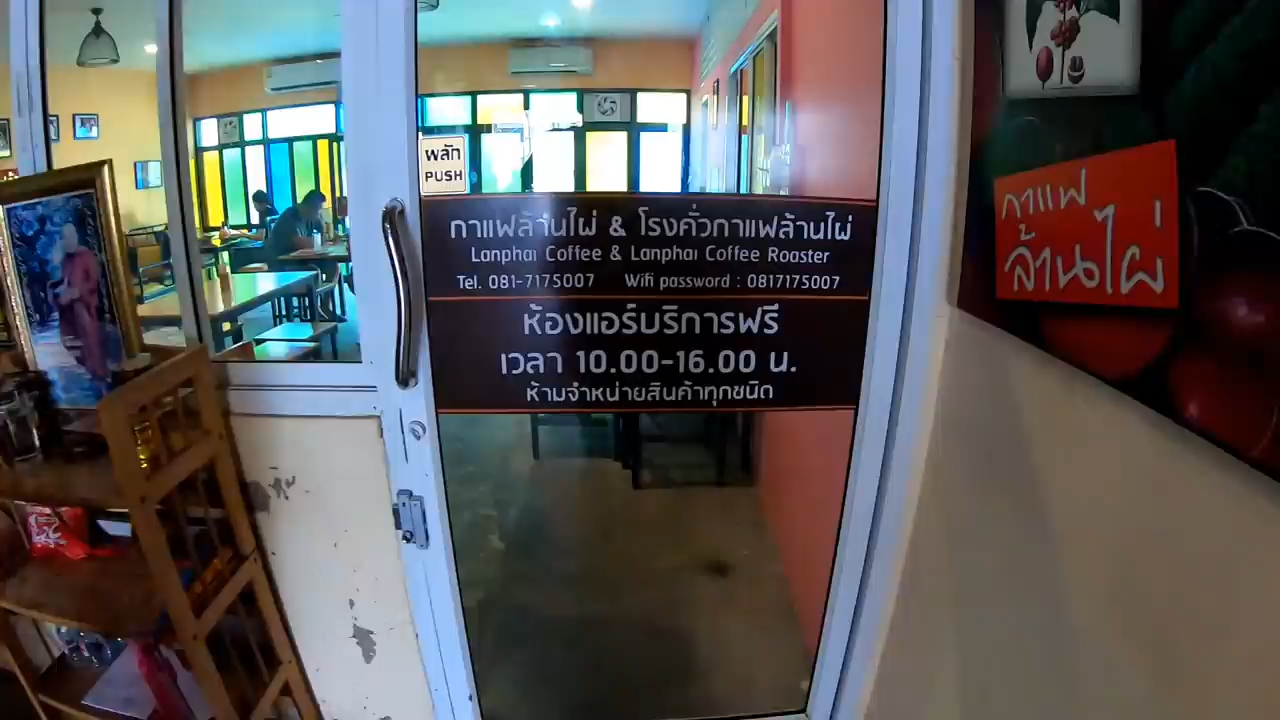 พลัก
PUSH
กาแฟล้านไผ่ & โรงคั่วกาแฟล้านไผ่
Lanphai Coffee & Lanphai Coffee Roaster
Tel. 081-7175007 Wifi password : 0817175007
ห้องแอร์บริการฟรี
เวลา 10.00-16.00 น.
ห้ามจำหน่ายสินค้าทุกชนิด
กาแฟ
ล้านไผ่